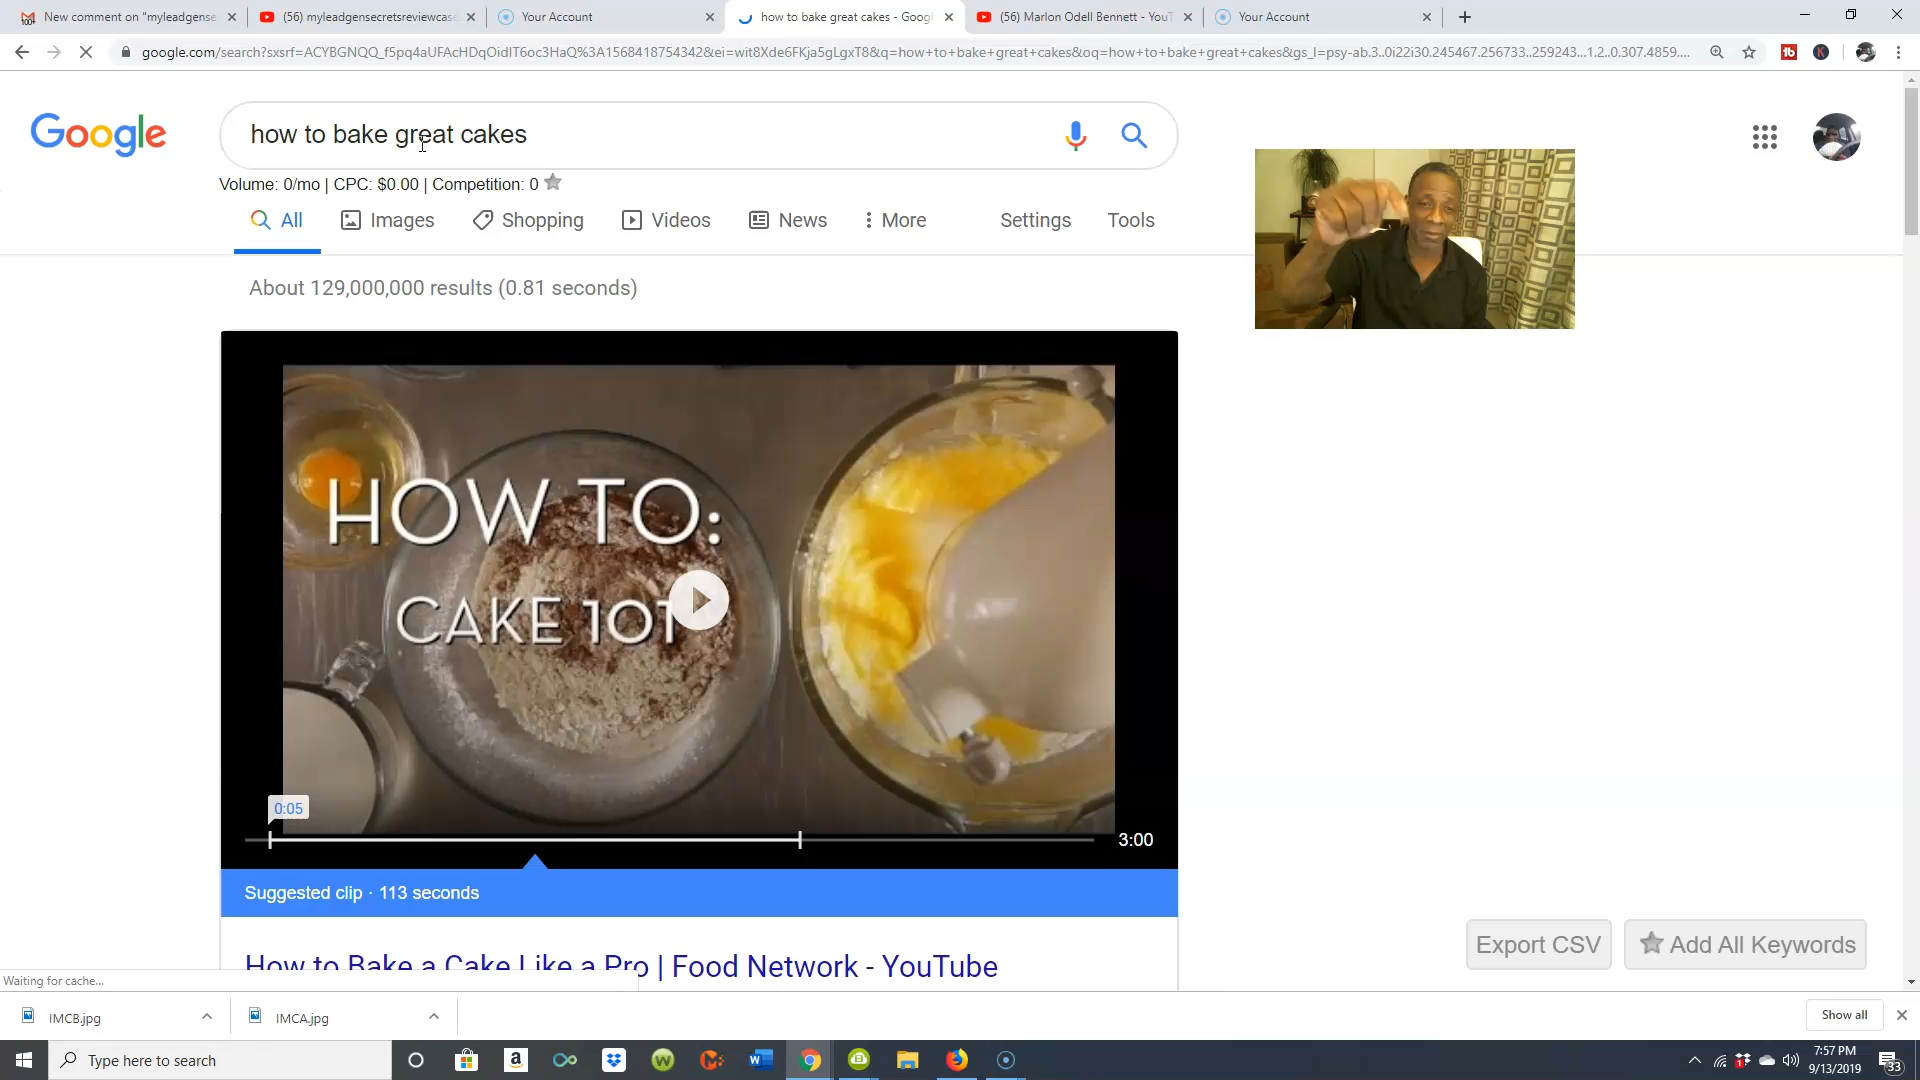 New comment on "myleadgense
(56) myleadgensecretsreviewcase
Your Account
how to bake great cakes - Googl
(56) Marlon Odell Bennett - YouT
Your Account
google.com/search?sxsrf=ACYBGNQQ_f5pq4aUFAcHDqOidIT6oc3HaQ%3A1568418754342&ei=wit8Xde6FKja5gLgxT8&q=how+to+bake+great+cakes&oq=how+to+bake+great+cakes&gs_l=psy-ab.3..0i22i30.245467.256733..259243...1.2..0.307.4859....
Google
how to bake great cakes
Volume: 0/mo | CPC: $0.00 | Competition: 0
All
Images
Shopping
Videos
News
More
Settings
Tools
About 129,000,000 results (0.81 seconds)
HOW TO:
CAKE 101
0:05
3:00
Suggested clip · 113 seconds
How to Bake a Cake Like a Pro | Food Network - YouTube
Export CSV
Add All Keywords
Waiting for cache...
IMCB.jpg
IMCA.jpg
Show all
Type here to search
7:57 PM
9/13/2019
33